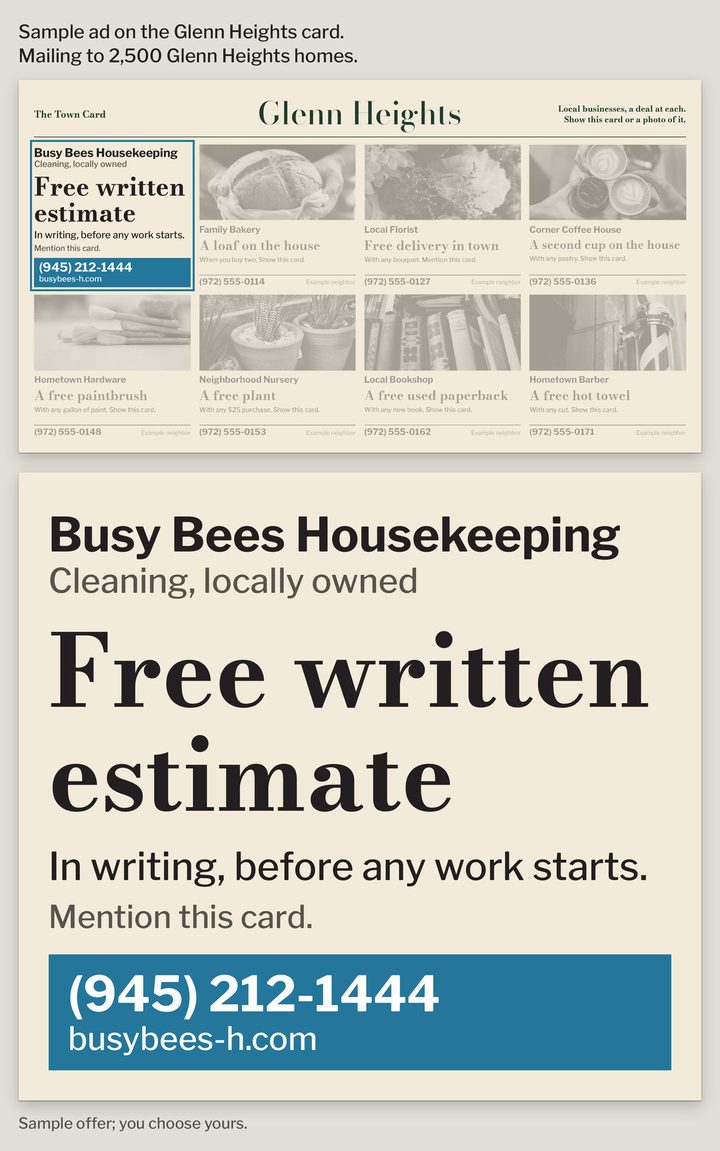 Sample ad on the Glenn Heights card.
Mailing to 2,500 Glenn Heights homes.
The Town Card
Glenn Heights
Local businesses, a deal at each.
Show this card or a photo of it.
Busy Bees Housekeeping
Cleaning, locally owned
Free written
estimate
In writing, before any work starts.
Mention this card.
(945) 212-1444
busybees-h.com
Family Bakery
A loaf on the house
When you buy two. Show this card.
(972) 555-0114
Local Florist
Free delivery in town
With any bouquet. Mention this card.
(972) 555-0127
Corner Coffee House
A second cup on the house
With any pastry. Show this card.
(972) 555-0136 Example neighbor
Hometown Hardware
A free paintbrush
With any gallon of paint. Show this card.
(972) 555-0148 Example neighbor
Neighborhood Nursery
A free plant
With any $25 purchase. Show this card.
(972) 555-0153 Example neighbor
Local Bookshop
A free used paperback
With any new book. Show this card.
(972) 555-0162 Example neighbor
Hometown Barber
A free hot towel
With any cut. Show this card.
(972) 555-0171 Example neighbor
Busy Bees Housekeeping
Cleaning, locally owned
Free written
estimate
In writing, before any work starts.
Mention this card.
(945) 212-1444
busybees-h.com
Sample offer; you choose yours.